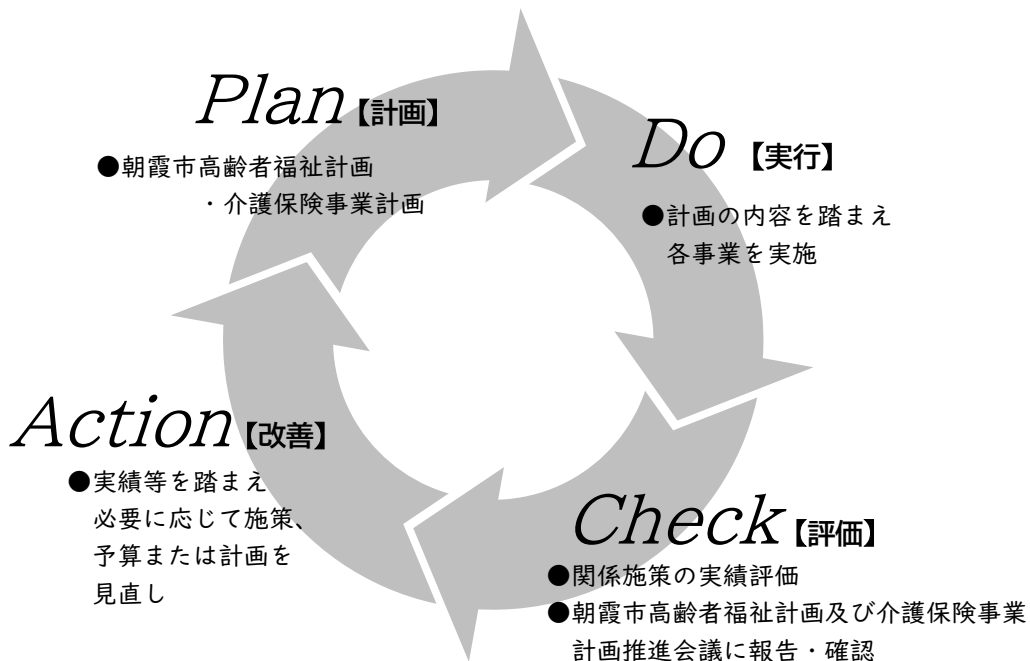 Plan【計画】
●朝霞市高齢者福祉計画
・介護保険事業計画
Do【実行】
●計画の内容を踏まえ
各事業を実施
Check【評価】
●関係施策の実績評価
●朝霞市高齢者福祉計画及び介護保険事業
計画推進会議に報告・確認
Action【改善】
●実績等を踏まえ
必要に応じて施策、
予算または計画を
見直し